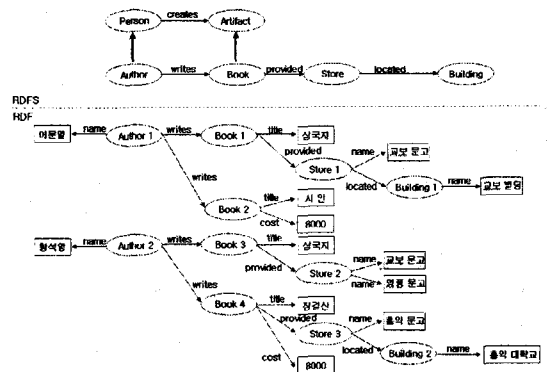 Person creates Artifact
Author writes Book provided Store located Building
RDFS
RDF
이문열 name Author 1 writes Book 1 title 삼국지
provided
name 교보 문고
Store 1
writes
located Building 1 name 교보 빌딩
title 시인
Book 2
cost 8000
황석영 name Author 2 writes Book 3 title 삼국지
provided
name 교보 문고
Store 2
writes
name 영풍 문고
Book 4 title 장길산
provided
name 홍익 문고
Store 3
cost
located Building 2 name 홍익 대학교
8000